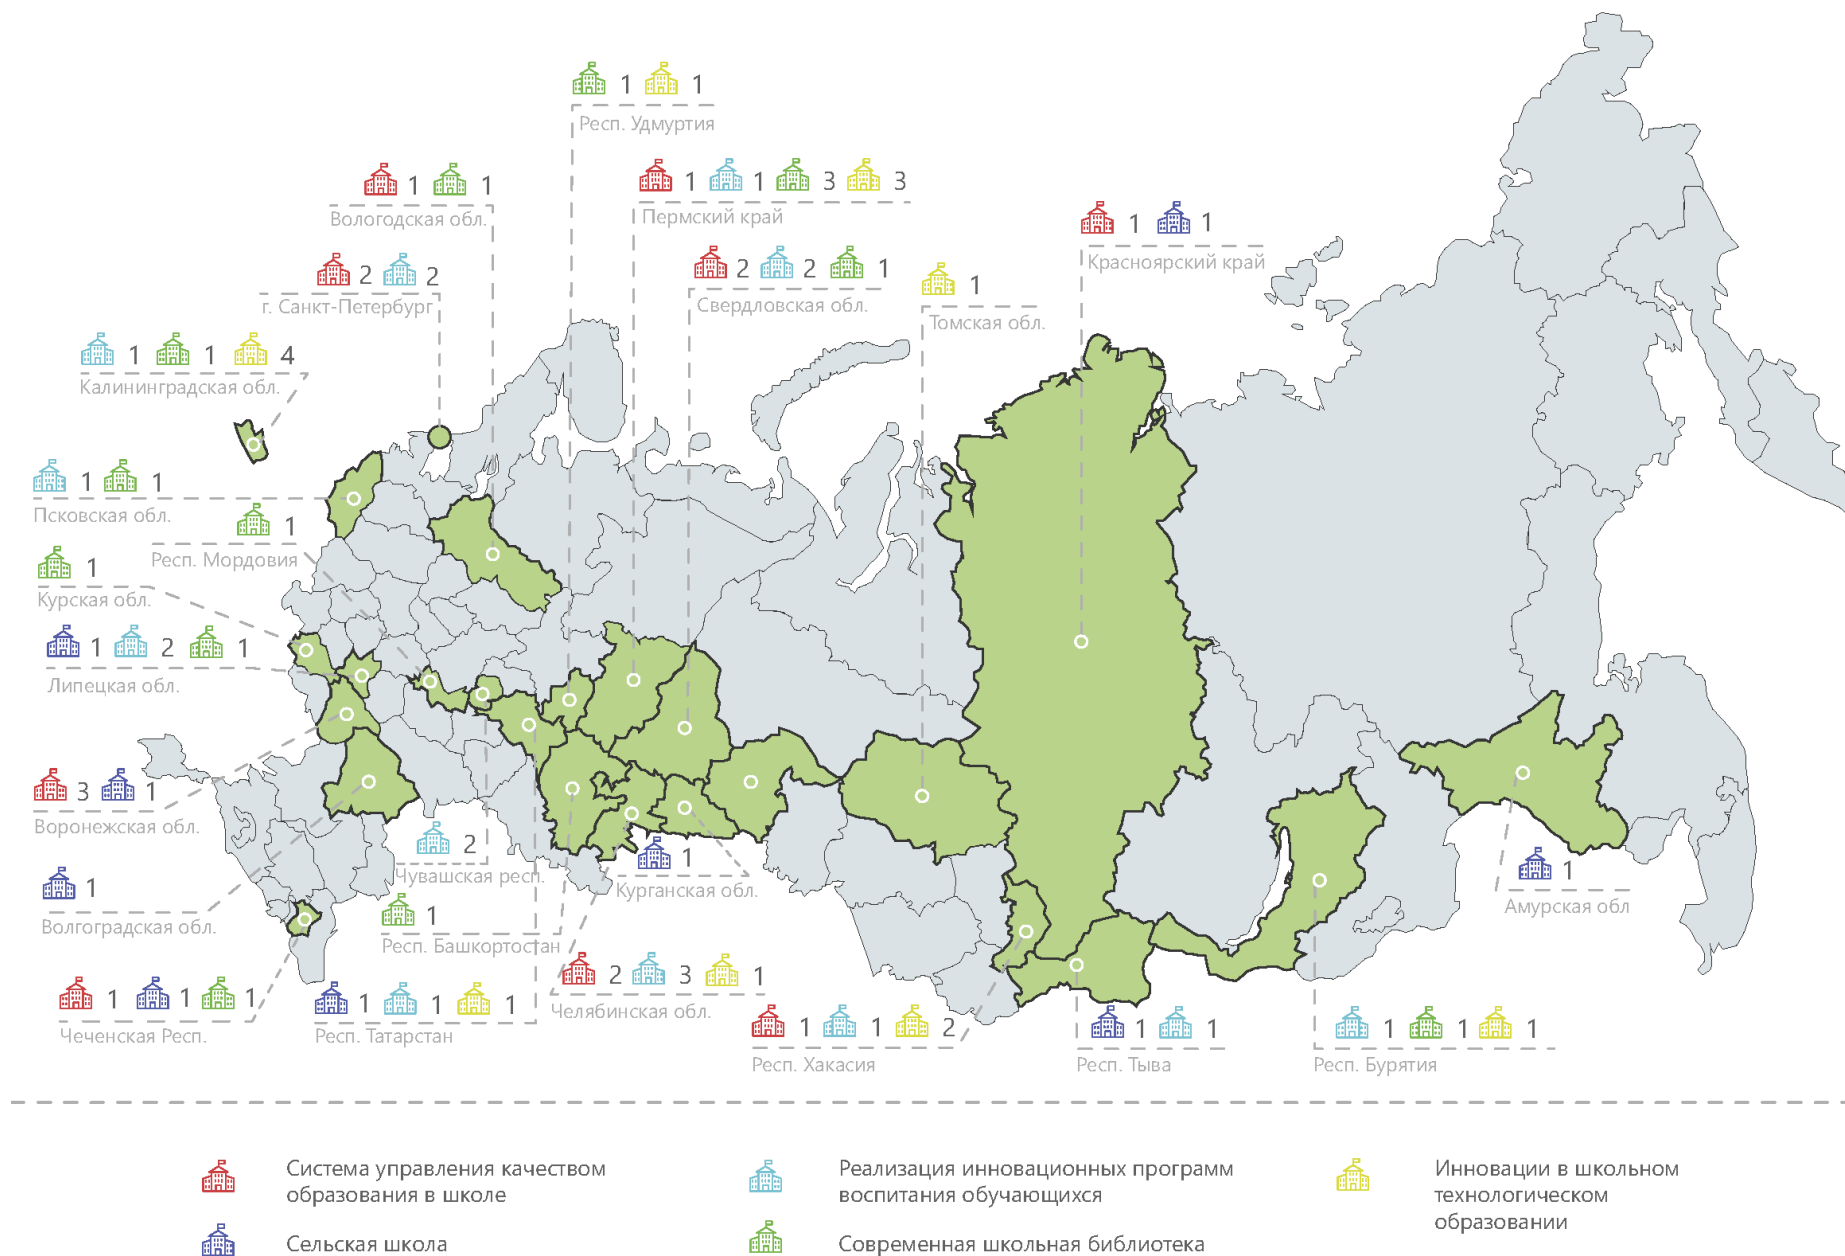 1 1
Респ. Удмуртия
1 1
Вологодская обл.
1 1 3 3
Пермский край
1 1
Красноярский край
2 2
г. Санкт-Петербург
2 2 1
Свердловская обл.
1
Томская обл.
1 1 4
Калининградская обл.
1 1
Псковская обл.
1
Респ. Мордовия
1
Курская обл.
1 2 1
Липецкая обл.
3 1
Воронежская обл.
2
Чувашская респ.
1
Курганская обл.
1
Волгоградская обл.
1
Респ. Башкортостан
1
Амурская обл
1 1 1
Чеченская Респ.
1 1 1
Респ. Татарстан
2 3 1
Челябинская обл.
1 1 2
Респ. Хакасия
1 1
Респ. Тыва
1 1 1
Респ. Бурятия
Система управления качеством
образования в школе
Сельская школа
Реализация инновационных программ
воспитания обучающихся
Современная школьная библиотека
Инновации в школьном
технологическом
образовании